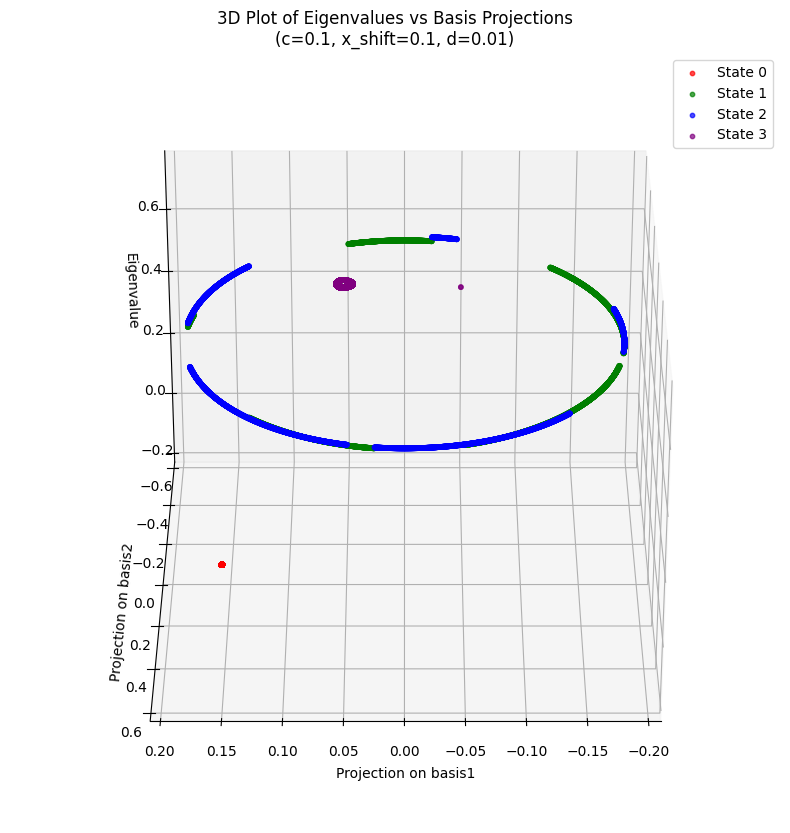 3D Plot of Eigenvalues vs Basis Projections
(c=0.1, x_shift=0.1, d=0.01)
State 0
State 1
State 2
State 3
0.6
0.4
0.2
0.0
−0.2
Eigenvalue
−0.6
−0.4
−0.2
0.0
0.2
0.4
0.6
Projection on basis2
0.20
0.15
0.10
0.05
0.00
−0.05
−0.10
−0.15
−0.20
Projection on basis1